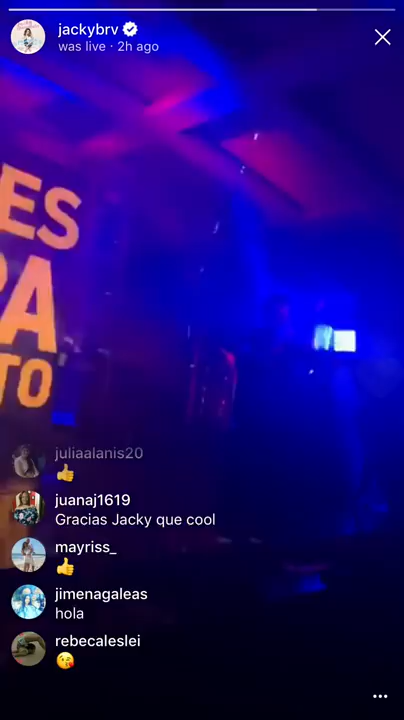 jackybrv
was live · 2h ago
ES
PA
TO
juliaalanis20
👍
juanaj1619
Gracias Jacky que cool
mayriss_
👍
jimenagaleas
hola
rebecaleslei
😘